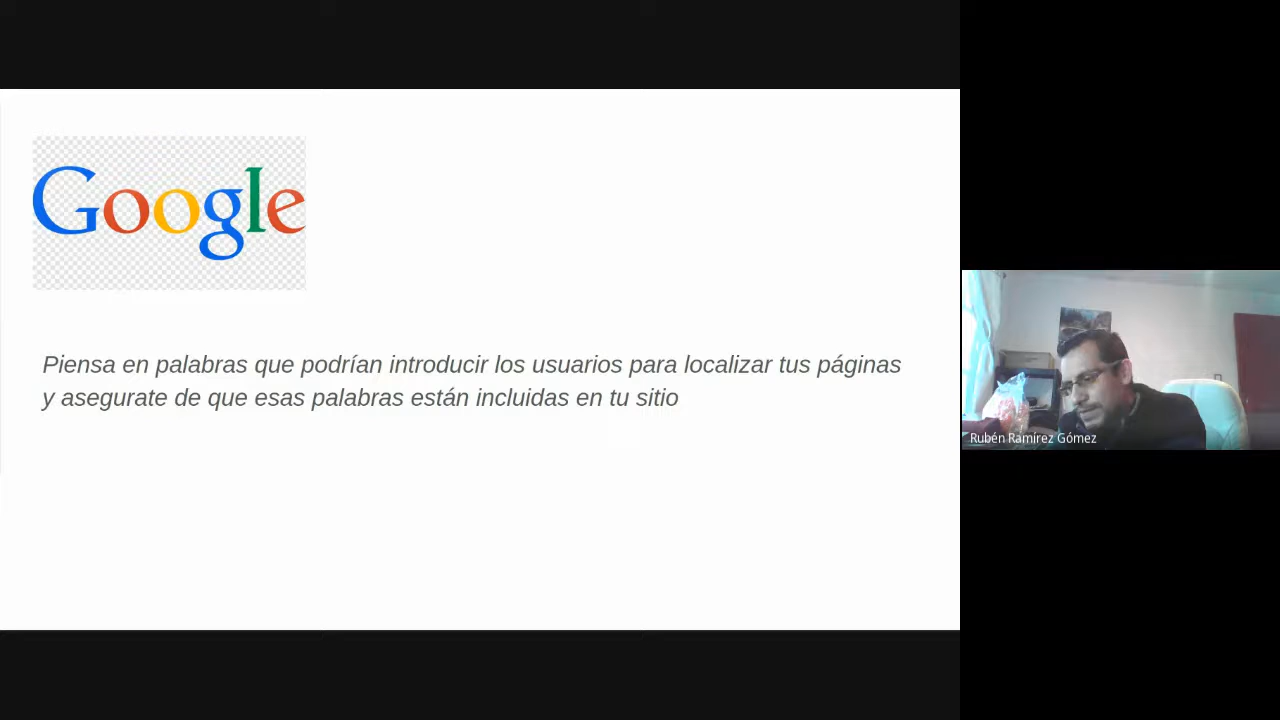 Google
Piensa en palabras que podrían introducir los usuarios para localizar tus páginas
y asegurate de que esas palabras están incluidas en tu sitio
Rubén Ramírez Gómez